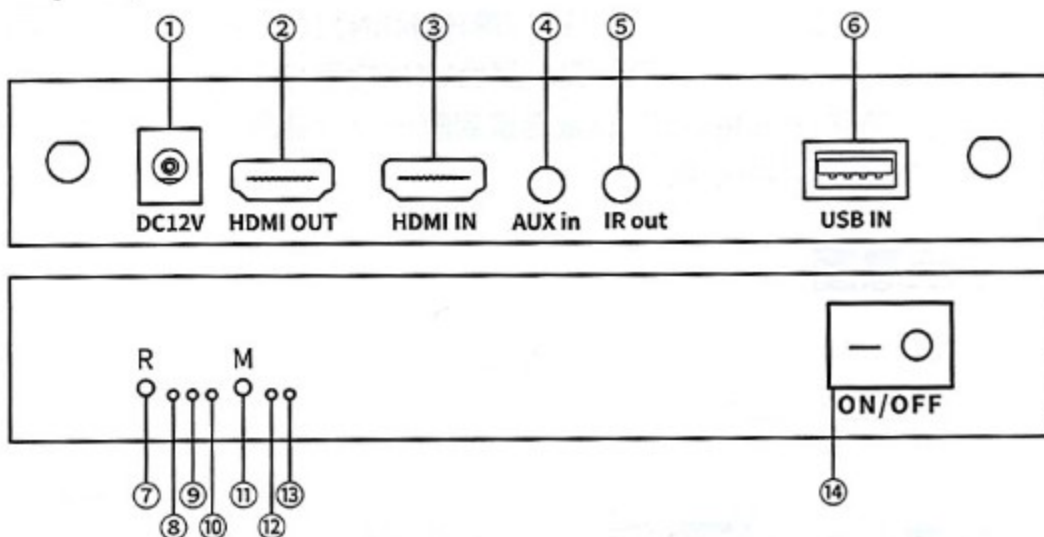 ① ② ③ ④ ⑤ ⑥
DC12V HDMI OUT HDMI IN AUX in IR out USB IN
R M
ON/OFF
⑦ ⑧ ⑨ ⑩ ⑪ ⑫ ⑬ ⑭